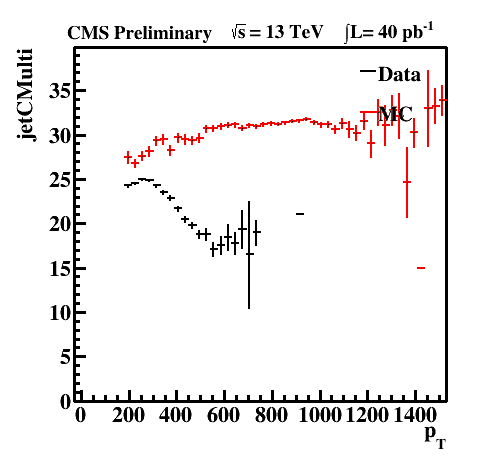 CMS Preliminary √s = 13 TeV ∫L= 40 pb⁻¹
jetCMulti
Data
MC
35
30
25
20
15
10
5
0
0 200 400 600 800 1000 1200 1400
p_T